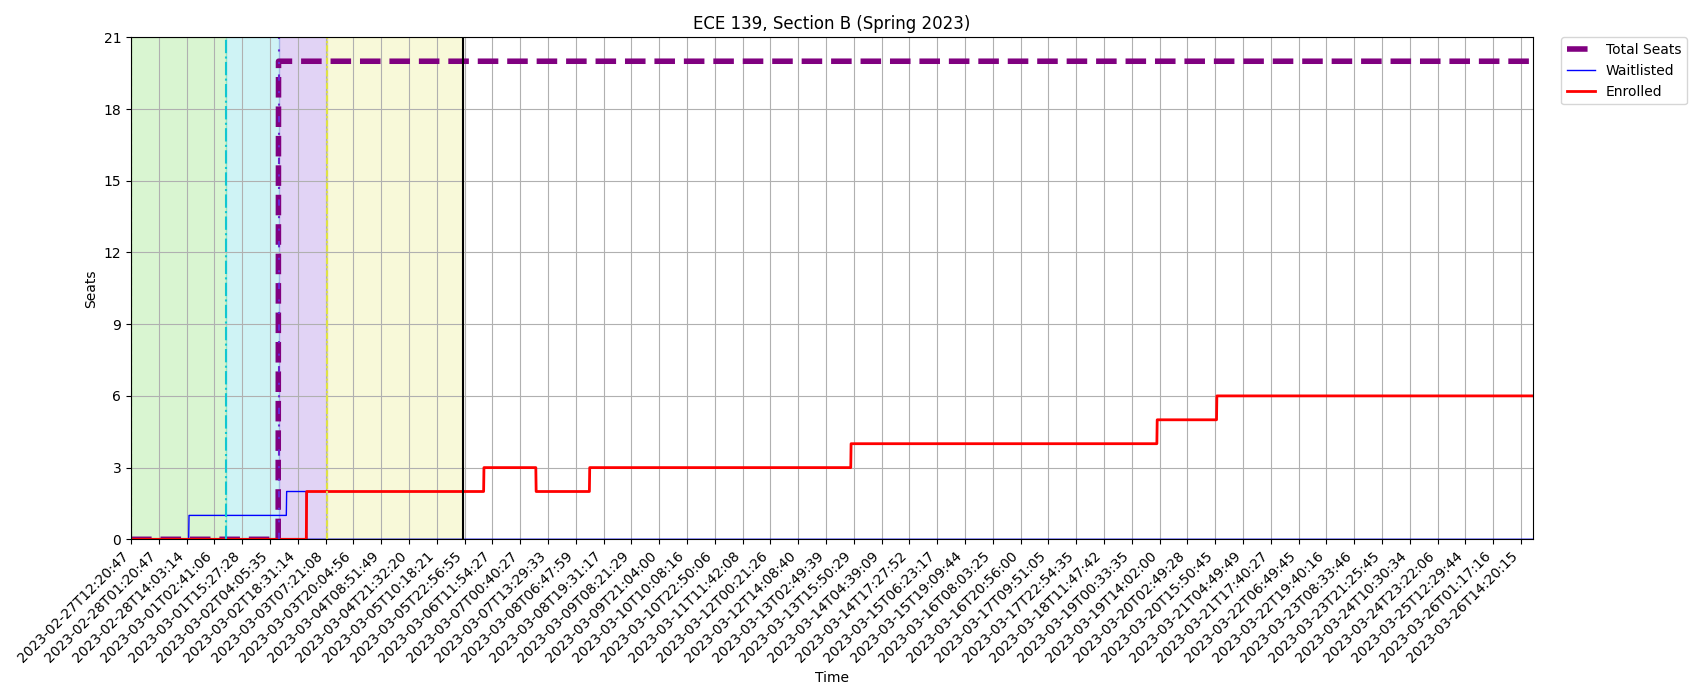 ECE 139, Section B (Spring 2023)
21
18
15
12
9
6
3
0
Seats
Total Seats
Waitlisted
Enrolled
2023-02-27T12:20:47
2023-02-28T01:20:47
2023-02-28T14:03:14
2023-03-01T02:41:06
2023-03-01T15:27:28
2023-03-02T04:05:35
2023-03-02T18:31:14
2023-03-03T07:21:08
2023-03-03T20:04:56
2023-03-04T08:51:49
2023-03-04T21:32:20
2023-03-05T10:18:21
2023-03-05T22:56:55
2023-03-06T11:54:27
2023-03-07T00:40:27
2023-03-07T13:29:33
2023-03-08T06:47:59
2023-03-08T19:31:17
2023-03-09T08:21:29
2023-03-09T21:04:00
2023-03-10T10:08:16
2023-03-10T22:50:06
2023-03-11T11:42:08
2023-03-12T00:21:26
2023-03-12T14:08:40
2023-03-13T02:49:39
2023-03-13T15:50:29
2023-03-14T04:39:09
2023-03-14T17:27:52
2023-03-15T06:23:17
2023-03-15T19:09:44
2023-03-16T08:03:25
2023-03-16T20:56:00
2023-03-17T09:51:05
2023-03-17T22:54:35
2023-03-18T11:47:42
2023-03-19T00:33:35
2023-03-19T14:02:00
2023-03-20T02:49:28
2023-03-20T15:50:45
2023-03-21T04:49:49
2023-03-21T17:40:27
2023-03-22T06:49:45
2023-03-22T19:40:16
2023-03-23T08:33:46
2023-03-23T21:25:45
2023-03-24T10:30:34
2023-03-24T23:22:06
2023-03-25T12:29:44
2023-03-26T01:17:16
2023-03-26T14:20:15
Time